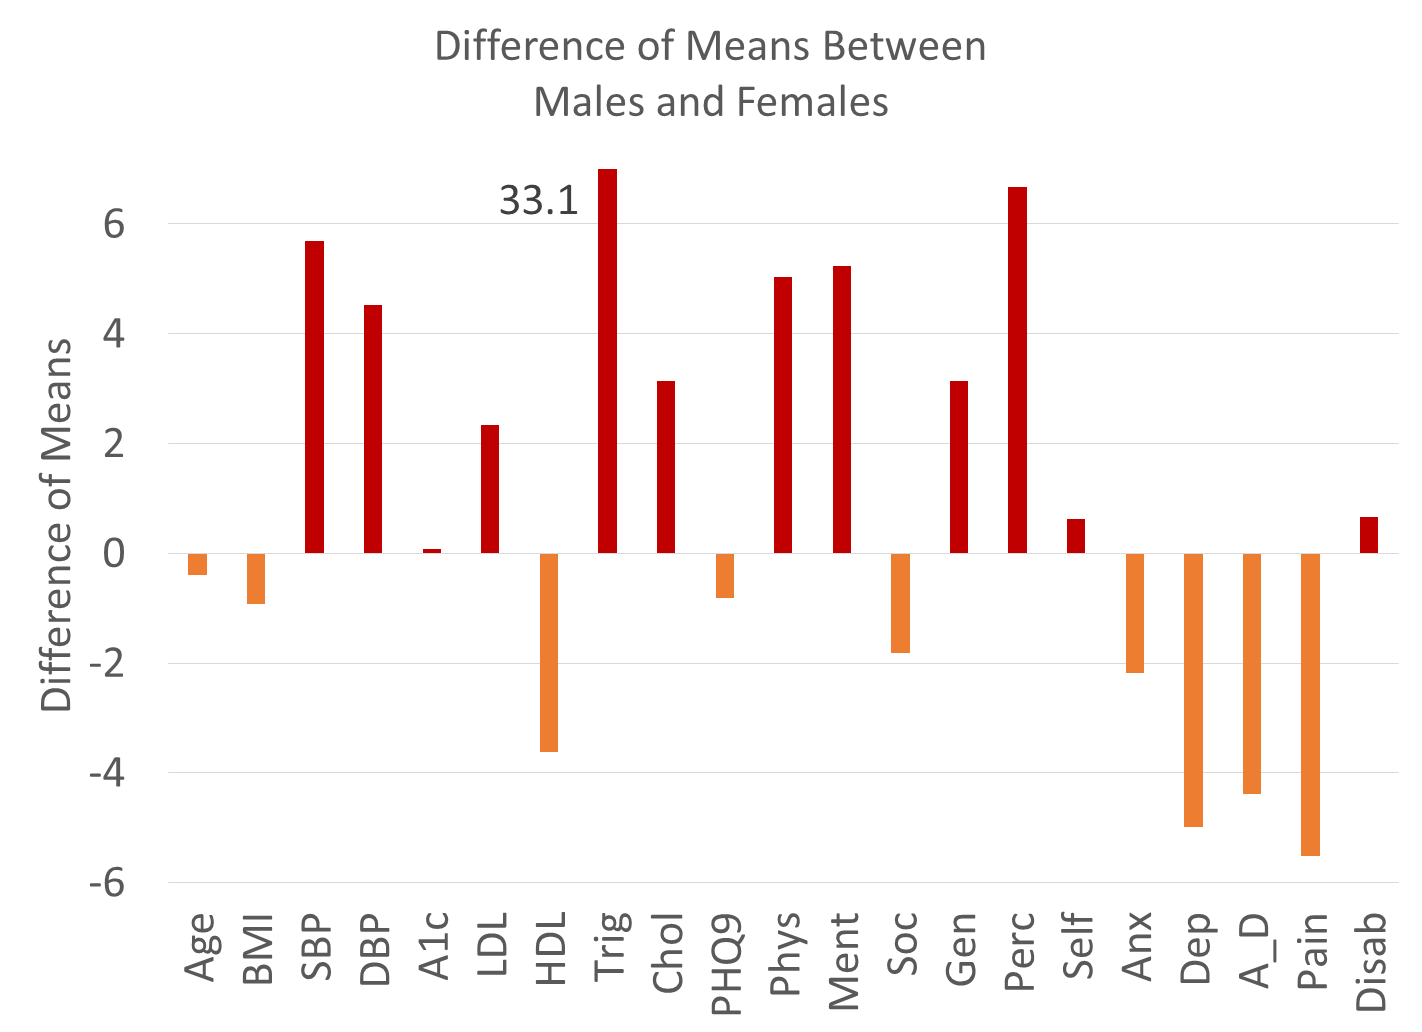 Difference of Means Between
Males and Females
33.1
6
4
2
0
-2
-4
-6
Difference of Means
Age
BMI
SBP
DBP
A1c
LDL
HDL
Trig
Chol
PHQ9
Phys
Ment
Soc
Gen
Perc
Self
Anx
Dep
A_D
Pain
Disab